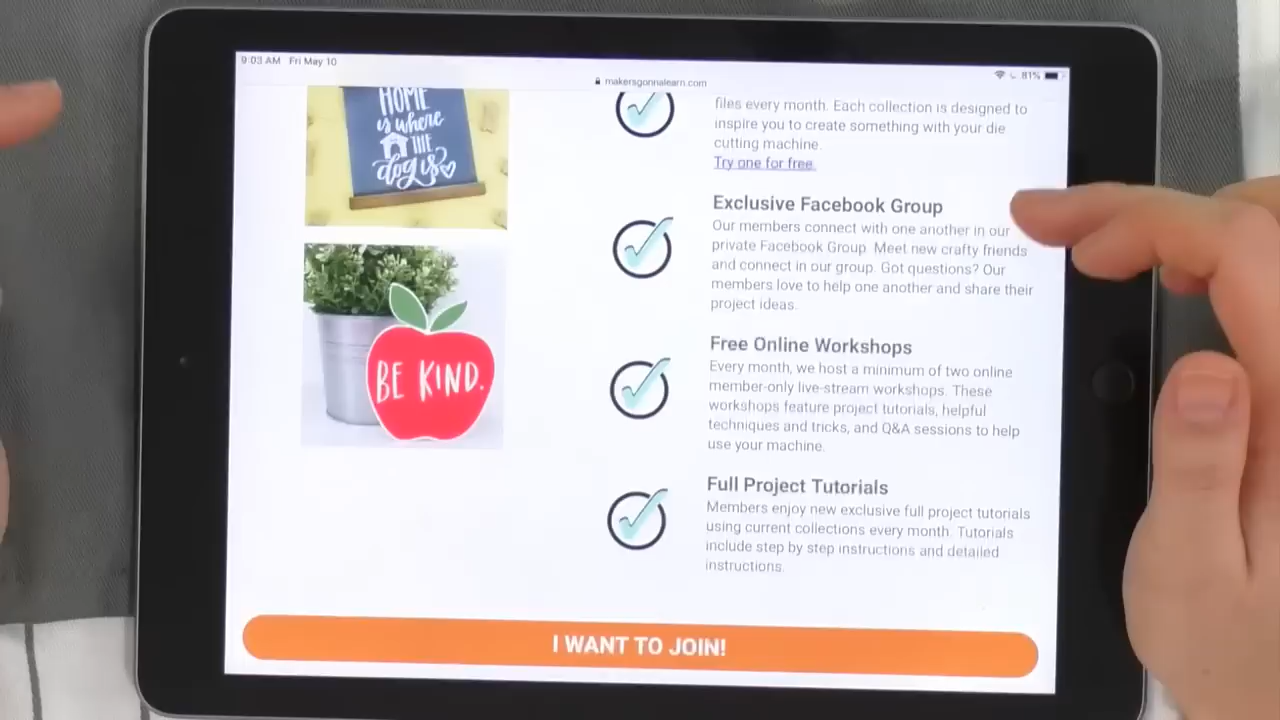 9:03 AM Fri May 10
81%
makersgonnalearn.com
HOME
is where
THE
dog is
BE KIND.
files every month. Each collection is designed to
inspire you to create something with your die
cutting machine.
Try one for free.
Exclusive Facebook Group
Our members connect with one another in our
private Facebook Group. Meet new crafty friends
and connect in our group. Got questions? Our
members love to help one another and share their
project ideas.
Free Online Workshops
Every month, we host a minimum of two online
member-only live-stream workshops. These
workshops feature project tutorials, helpful
techniques and tricks, and Q&A sessions to help
use your machine.
Full Project Tutorials
Members enjoy new exclusive full project tutorials
using current collections every month. Tutorials
include step by step instructions and detailed
instructions.
I WANT TO JOIN!